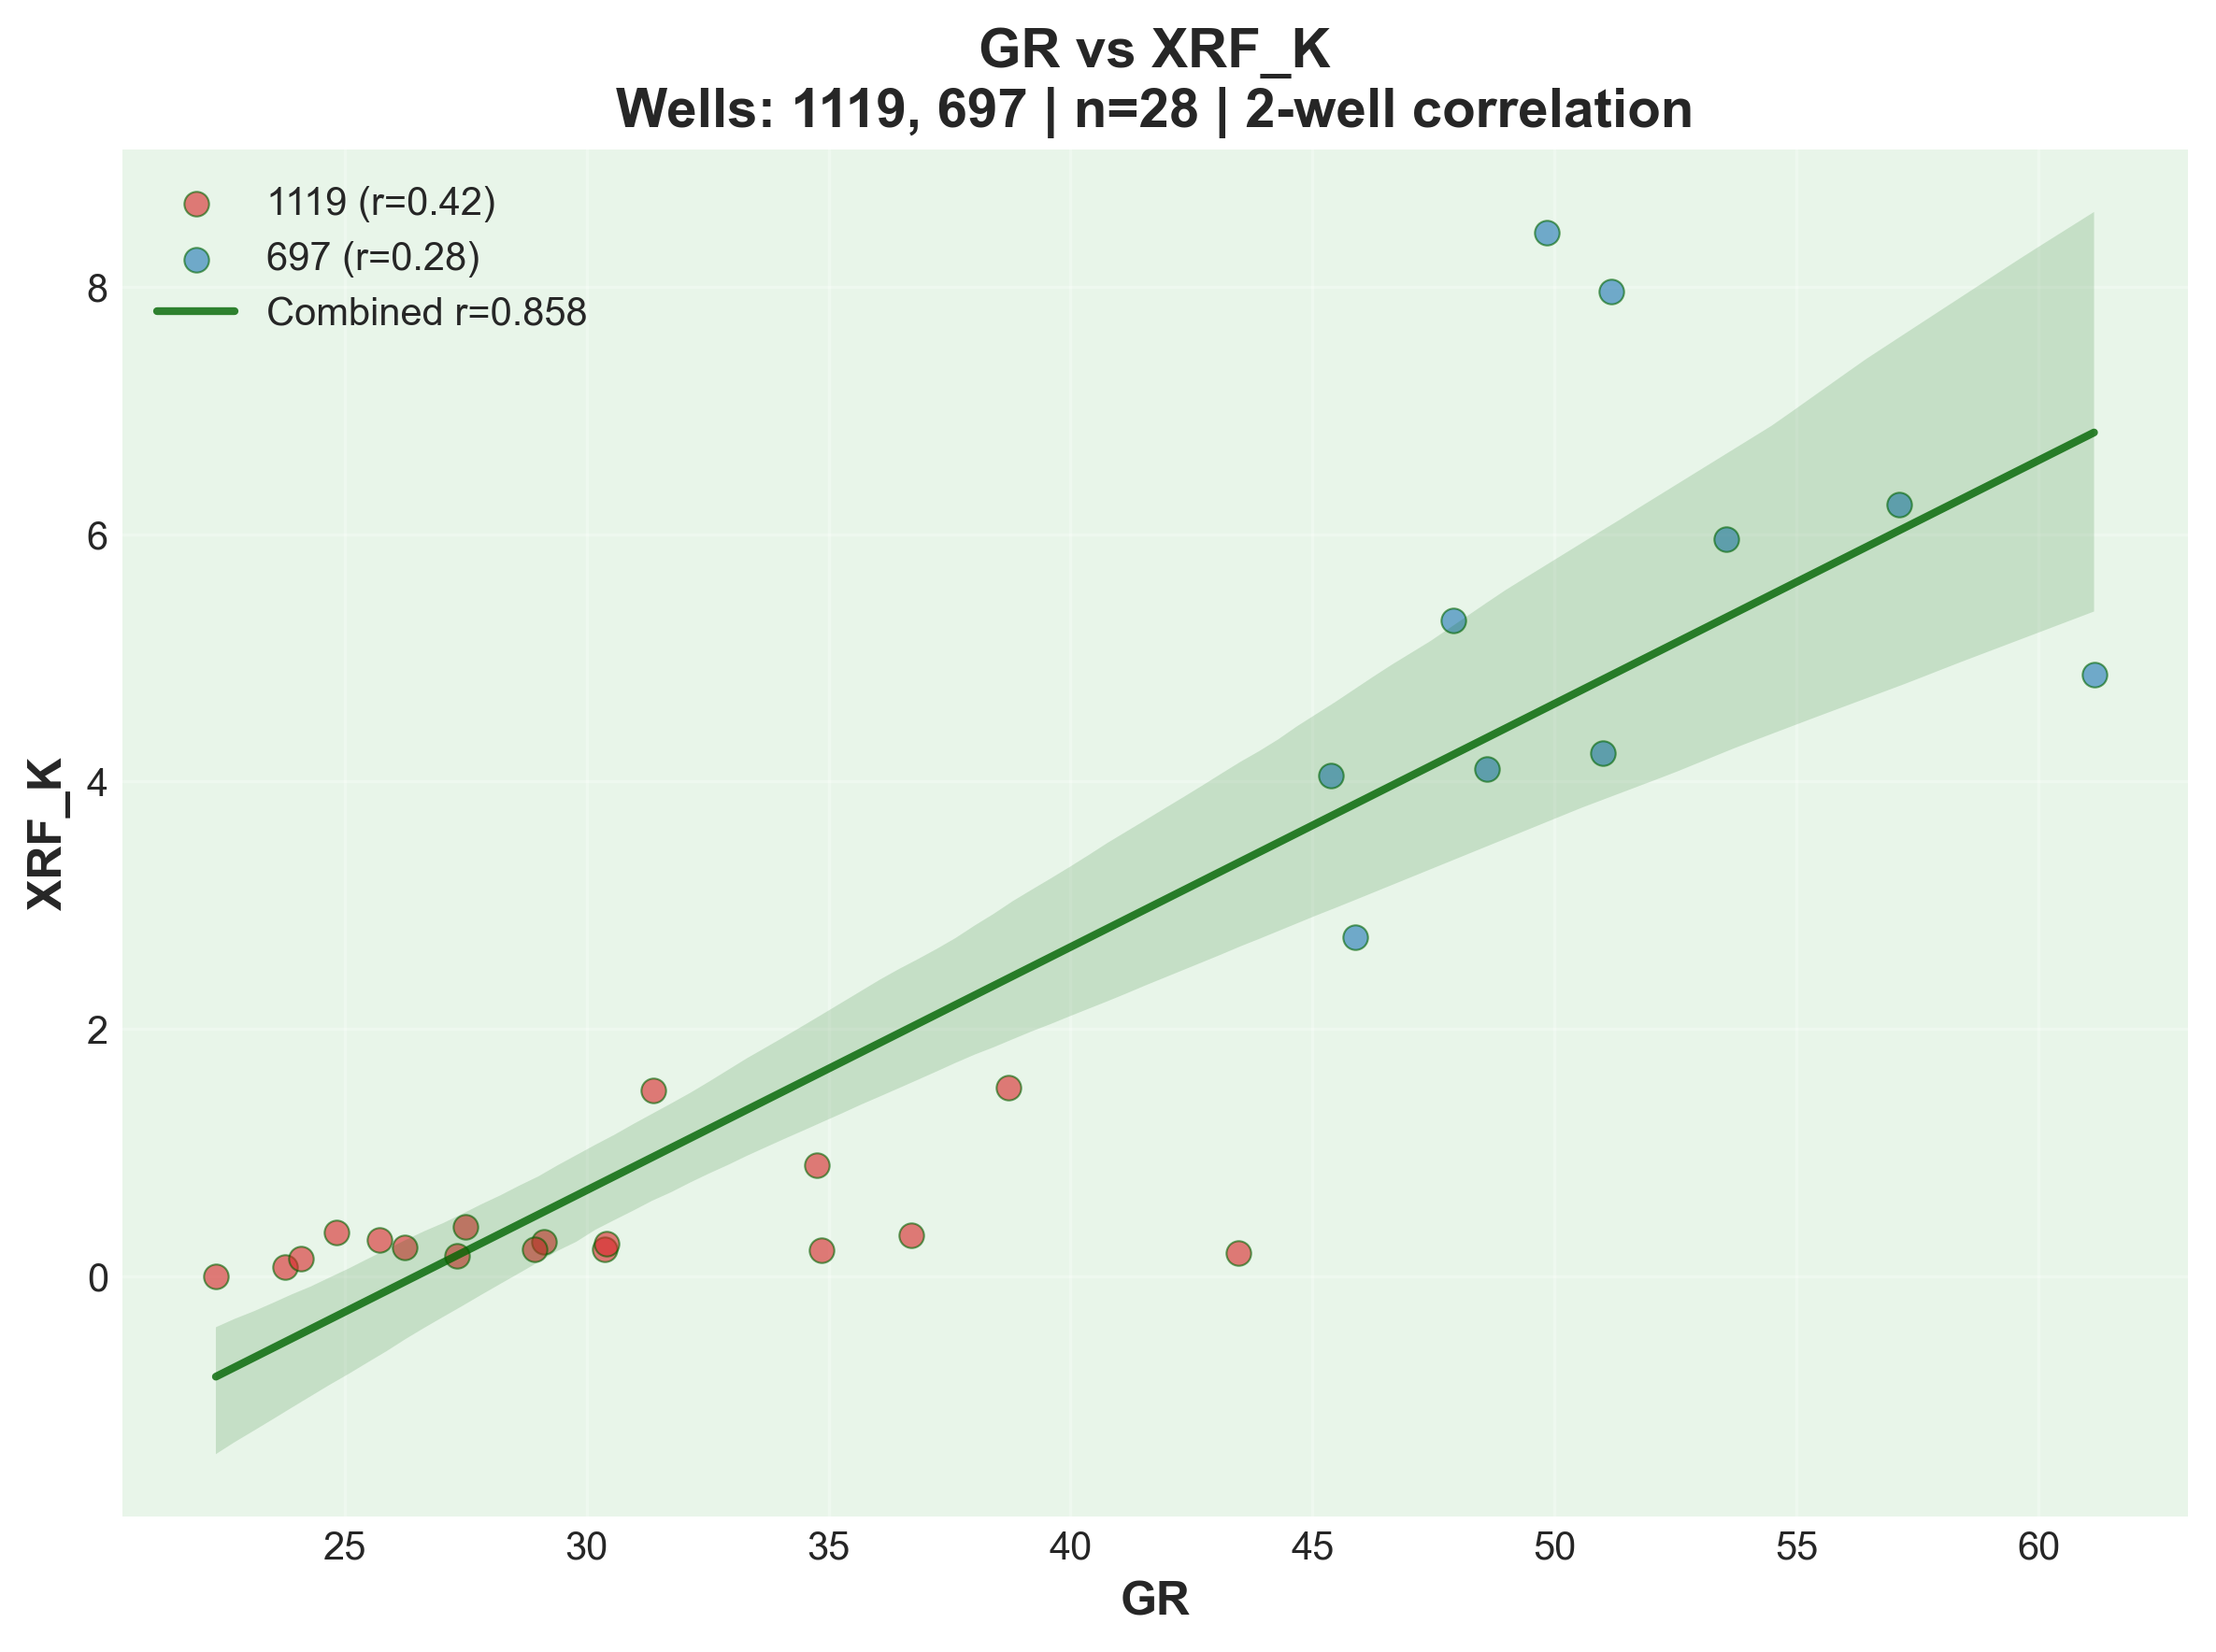 GR vs XRF_K
Wells: 1119, 697 | n=28 | 2-well correlation
1119 (r=0.42)
697 (r=0.28)
Combined r=0.858
XRF_K
8
6
4
2
0
25 30 35 40 45 50 55 60
GR